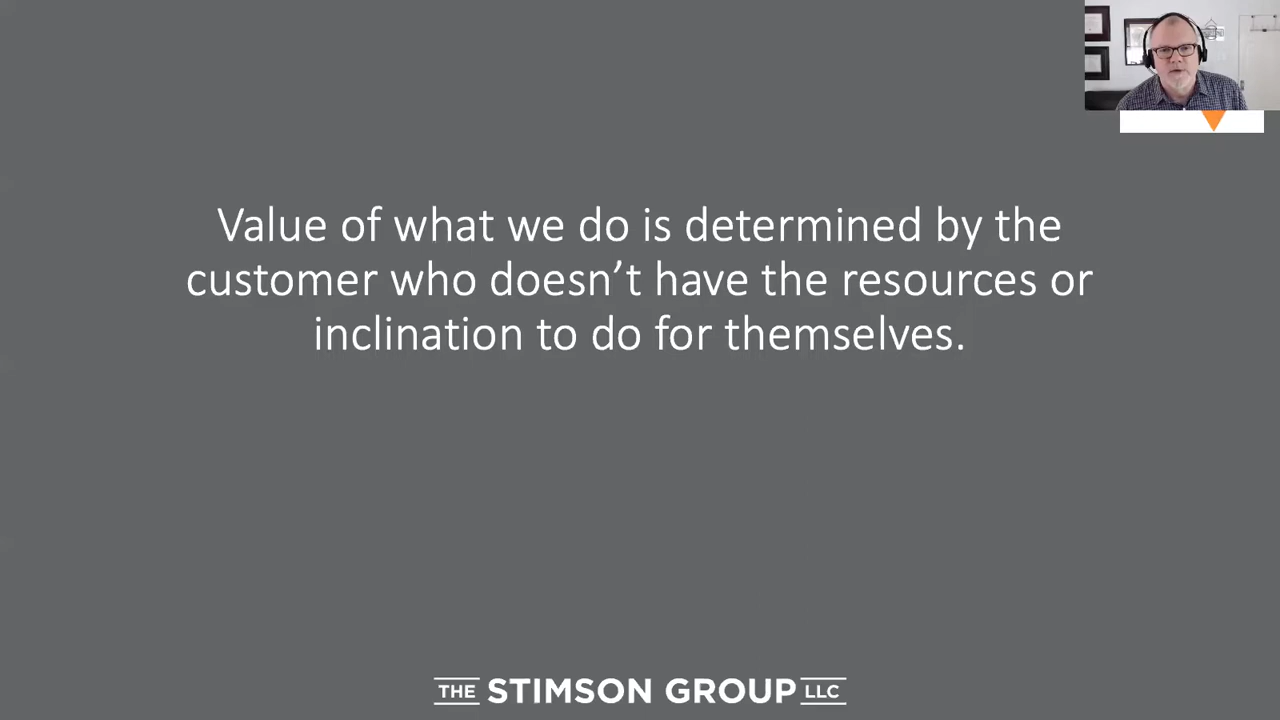 Value of what we do is determined by the
customer who doesn’t have the resources or
inclination to do for themselves.
THE STIMSON GROUP LLC